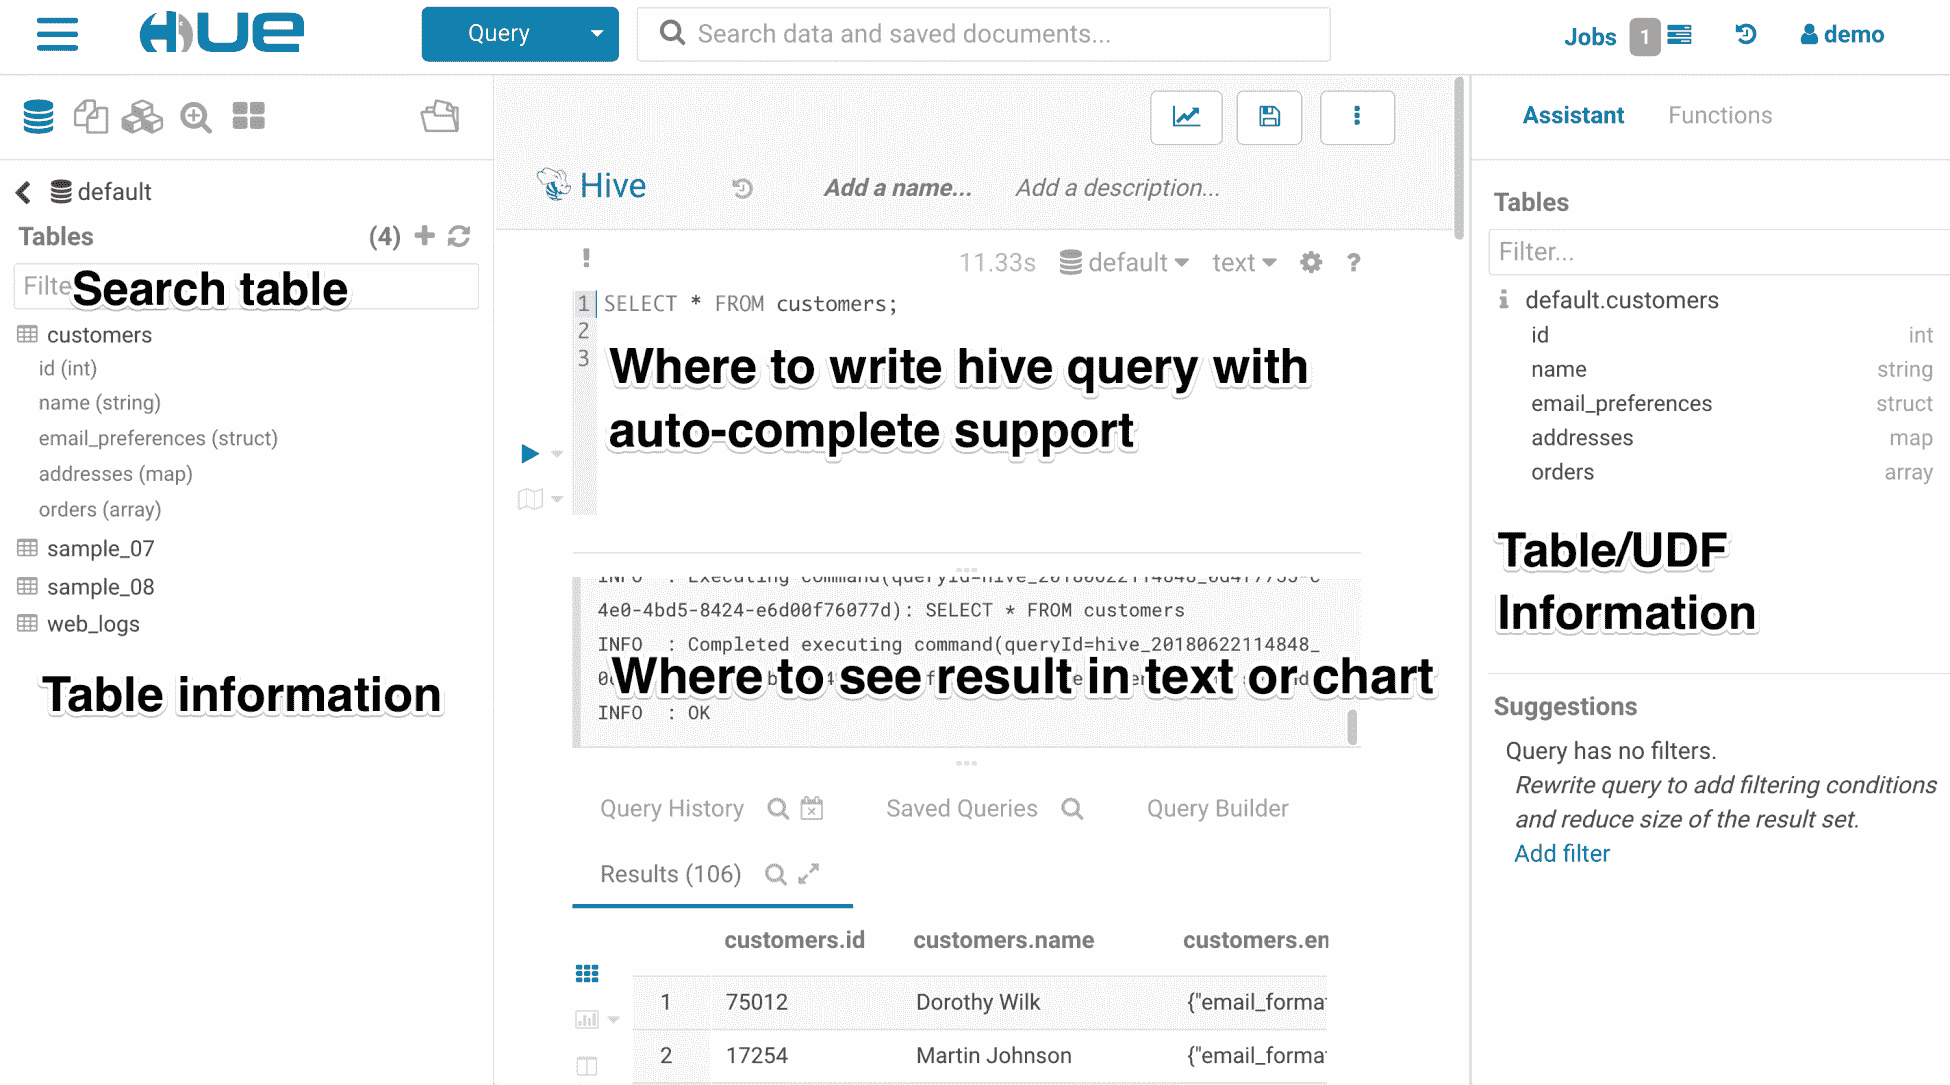 HUE
Query
Search data and saved documents...
Jobs 1
demo
default
Tables (4)
Search table
customers
id (int)
name (string)
email_preferences (struct)
addresses (map)
orders (array)
sample_07
sample_08
web_logs
Table information
Hive
Add a name...
Add a description...
!
11.33s default text ?
1 SELECT * FROM customers;
2
3
Where to write hive query with
auto-complete support
4e0-4bd5-8424-e6d00f76077d): SELECT * FROM customers
INFO : Completed executing command(queryId=hive_20180622114848_
Where to see result in text or chart
INFO : OK
Query History
Saved Queries
Query Builder
Results (106)
customers.id customers.name customers.en
1 75012 Dorothy Wilk {"email_forma
2 17254 Martin Johnson {"email_forma
Assistant Functions
Tables
Filter...
default.customers
id int
name string
email_preferences struct
addresses map
orders array
Table/UDF
Information
Suggestions
Query has no filters.
Rewrite query to add filtering conditions
and reduce size of the result set.
Add filter